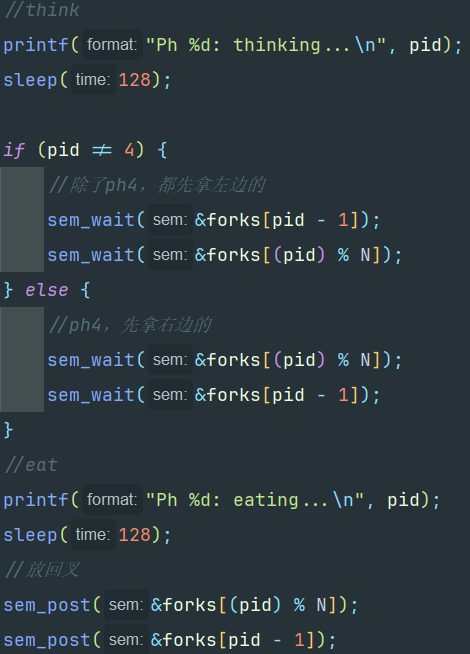 //think
printf( format: "Ph %d: thinking...\n", pid);
sleep( time: 128);
if (pid != 4) {
//除了ph4，都先拿左边的
sem_wait( sem: &forks[pid - 1]);
sem_wait( sem: &forks[(pid) % N]);
} else {
//ph4，先拿右边的
sem_wait( sem: &forks[(pid) % N]);
sem_wait( sem: &forks[pid - 1]);
}
//eat
printf( format: "Ph %d: eating...\n", pid);
sleep( time: 128);
//放回叉
sem_post( sem: &forks[(pid) % N]);
sem_post( sem: &forks[pid - 1]);